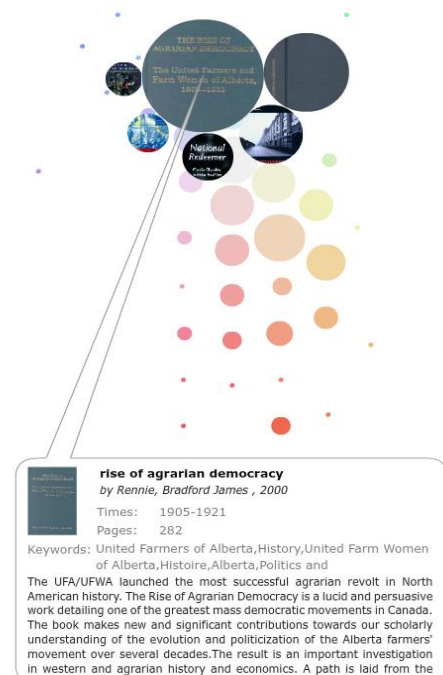 THE RISE OF
AGRARIAN DEMOCRACY
The United Farmers and
Farm Women of Alberta,
1909-1921
National
Redeemer
rise of agrarian democracy
by Rennie, Bradford James , 2000
Times: 1905-1921
Pages: 282
Keywords: United Farmers of Alberta,History,United Farm Women
of Alberta,Histoire,Alberta,Politics and
The UFA/UFWA launched the most successful agrarian revolt in North
American history. The Rise of Agrarian Democracy is a lucid and persuasive
work detailing one of the greatest mass democratic movements in Canada.
The book makes new and significant contributions towards our scholarly
understanding of the evolution and politicization of the Alberta farmers'
movement over several decades.The result is an important investigation
in western and agrarian history and economics. A path is laid from the